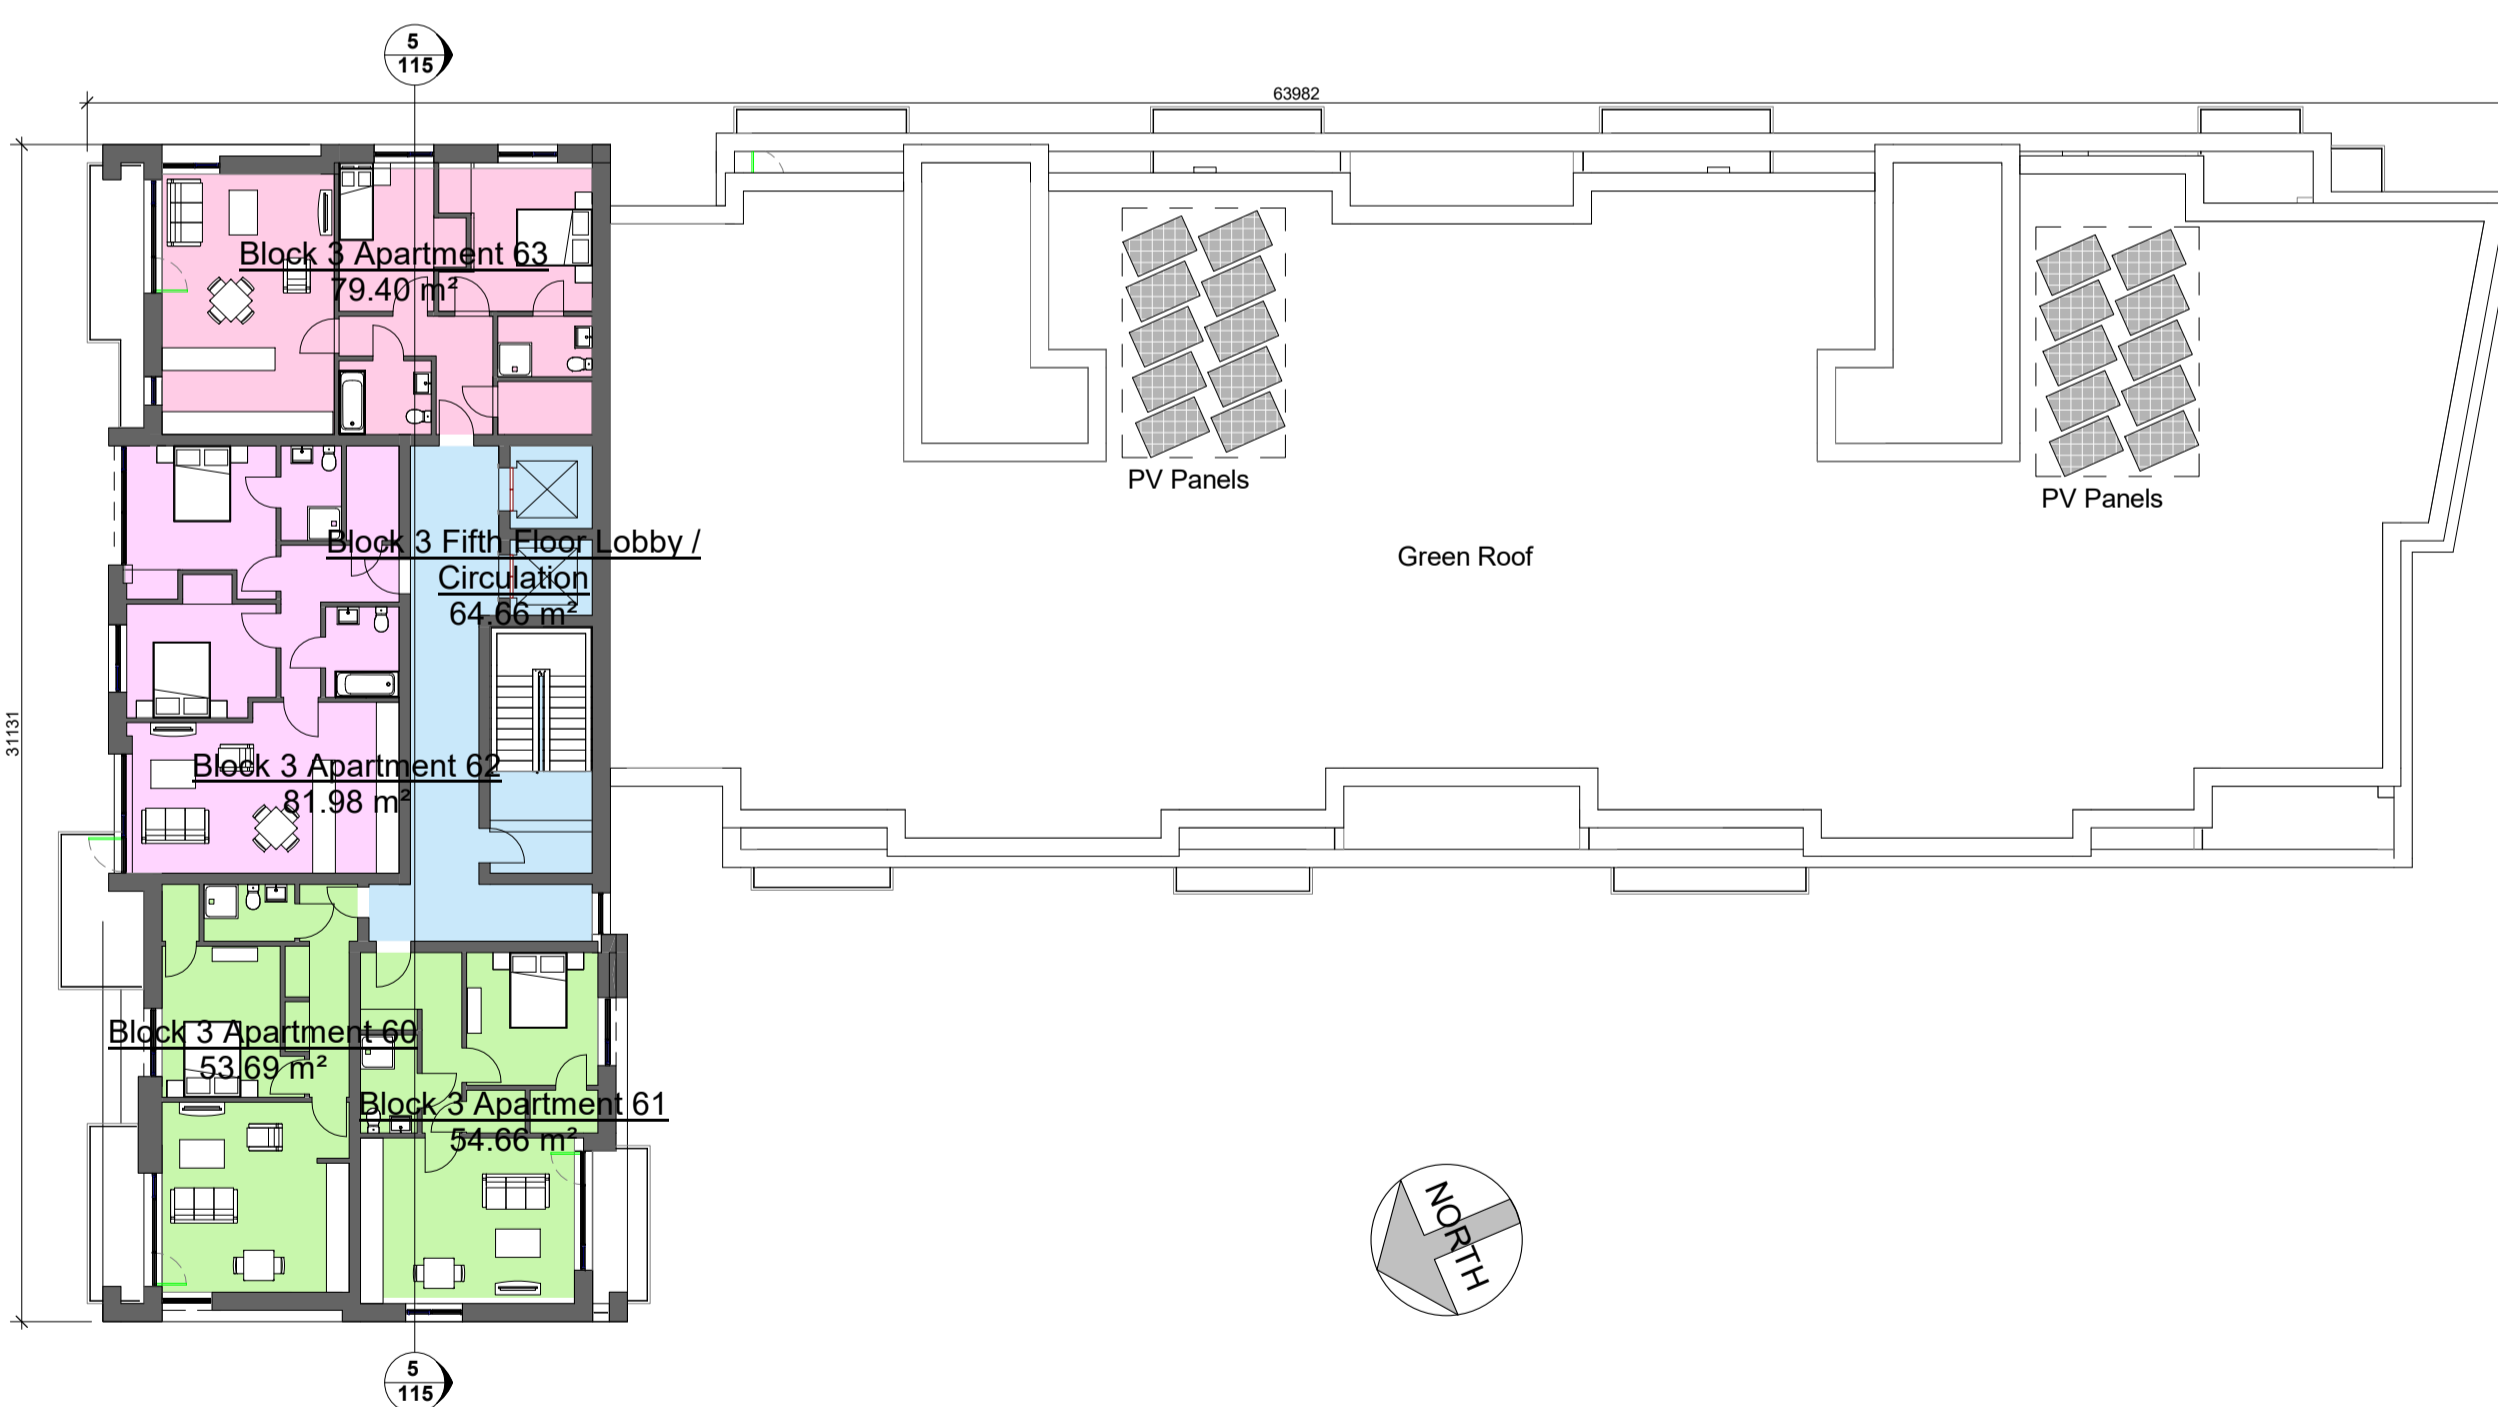 5
115
63982
Block 3 Apartment 63
79.40 m²
PV Panels
PV Panels
Block 3 Fifth Floor Lobby /
Circulation
64.66 m²
Green Roof
31131
Block 3 Apartment 62
81.98 m²
Block 3 Apartment 60
53.69 m²
Block 3 Apartment 61
54.66 m²
NORTH
5
115